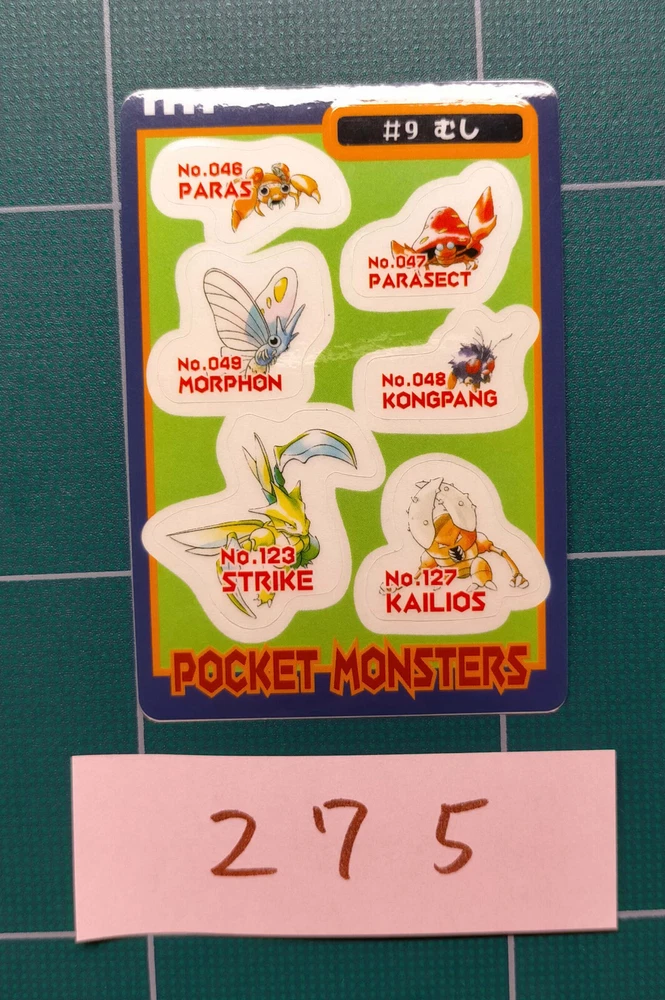 #9 むし
No.046
PARAS
No.047
PARASECT
No.049
MORPHON
No.048
KONGPANG
No.123
STRIKE
No.127
KAILIOS
POCKET MONSTERS
275